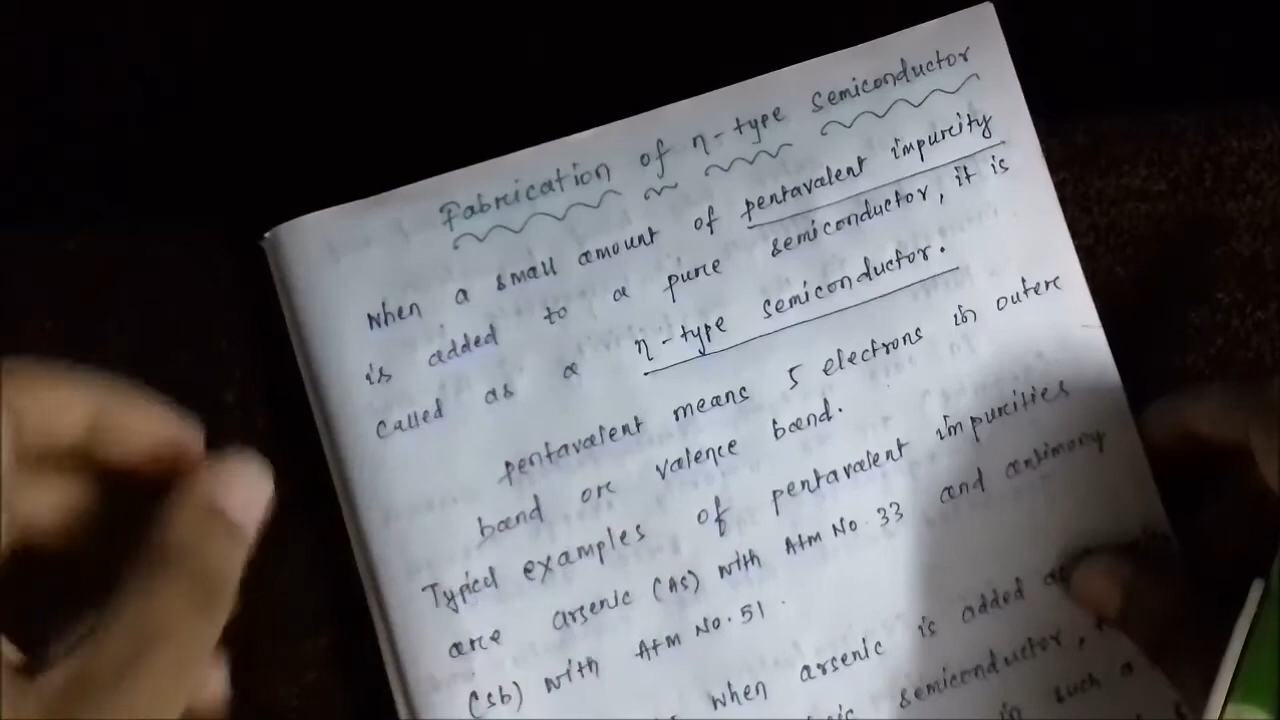 Fabrication of n-type semiconductor
When a small amount of pentavalent impurity
is added to a pure semiconductor, it is
called as a n-type semiconductor.
pentavalent means 5 electrons in outer
band or valence band.
Typical examples of pentavalent impurities
are arsenic (As) with Atm No. 33 and antimony
(Sb) with Atm No. 51.
when arsenic is added
semiconductor,
in such a